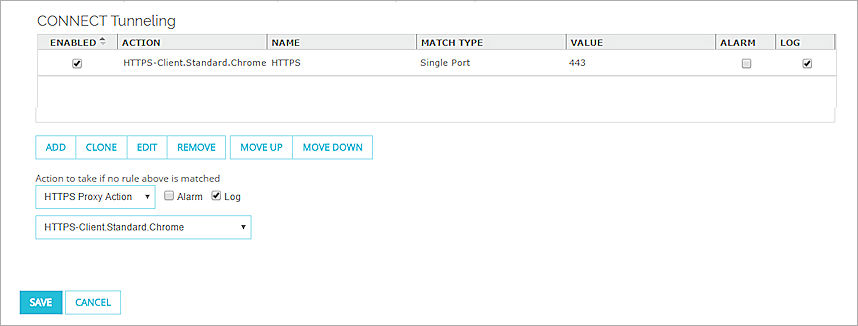 CONNECT Tunneling
ENABLED ACTION NAME MATCH TYPE VALUE ALARM LOG
HTTPS-Client.Standard.Chrome HTTPS Single Port 443
ADD CLONE EDIT REMOVE MOVE UP MOVE DOWN
Action to take if no rule above is matched
HTTPS Proxy Action Alarm Log
HTTPS-Client.Standard.Chrome
SAVE CANCEL